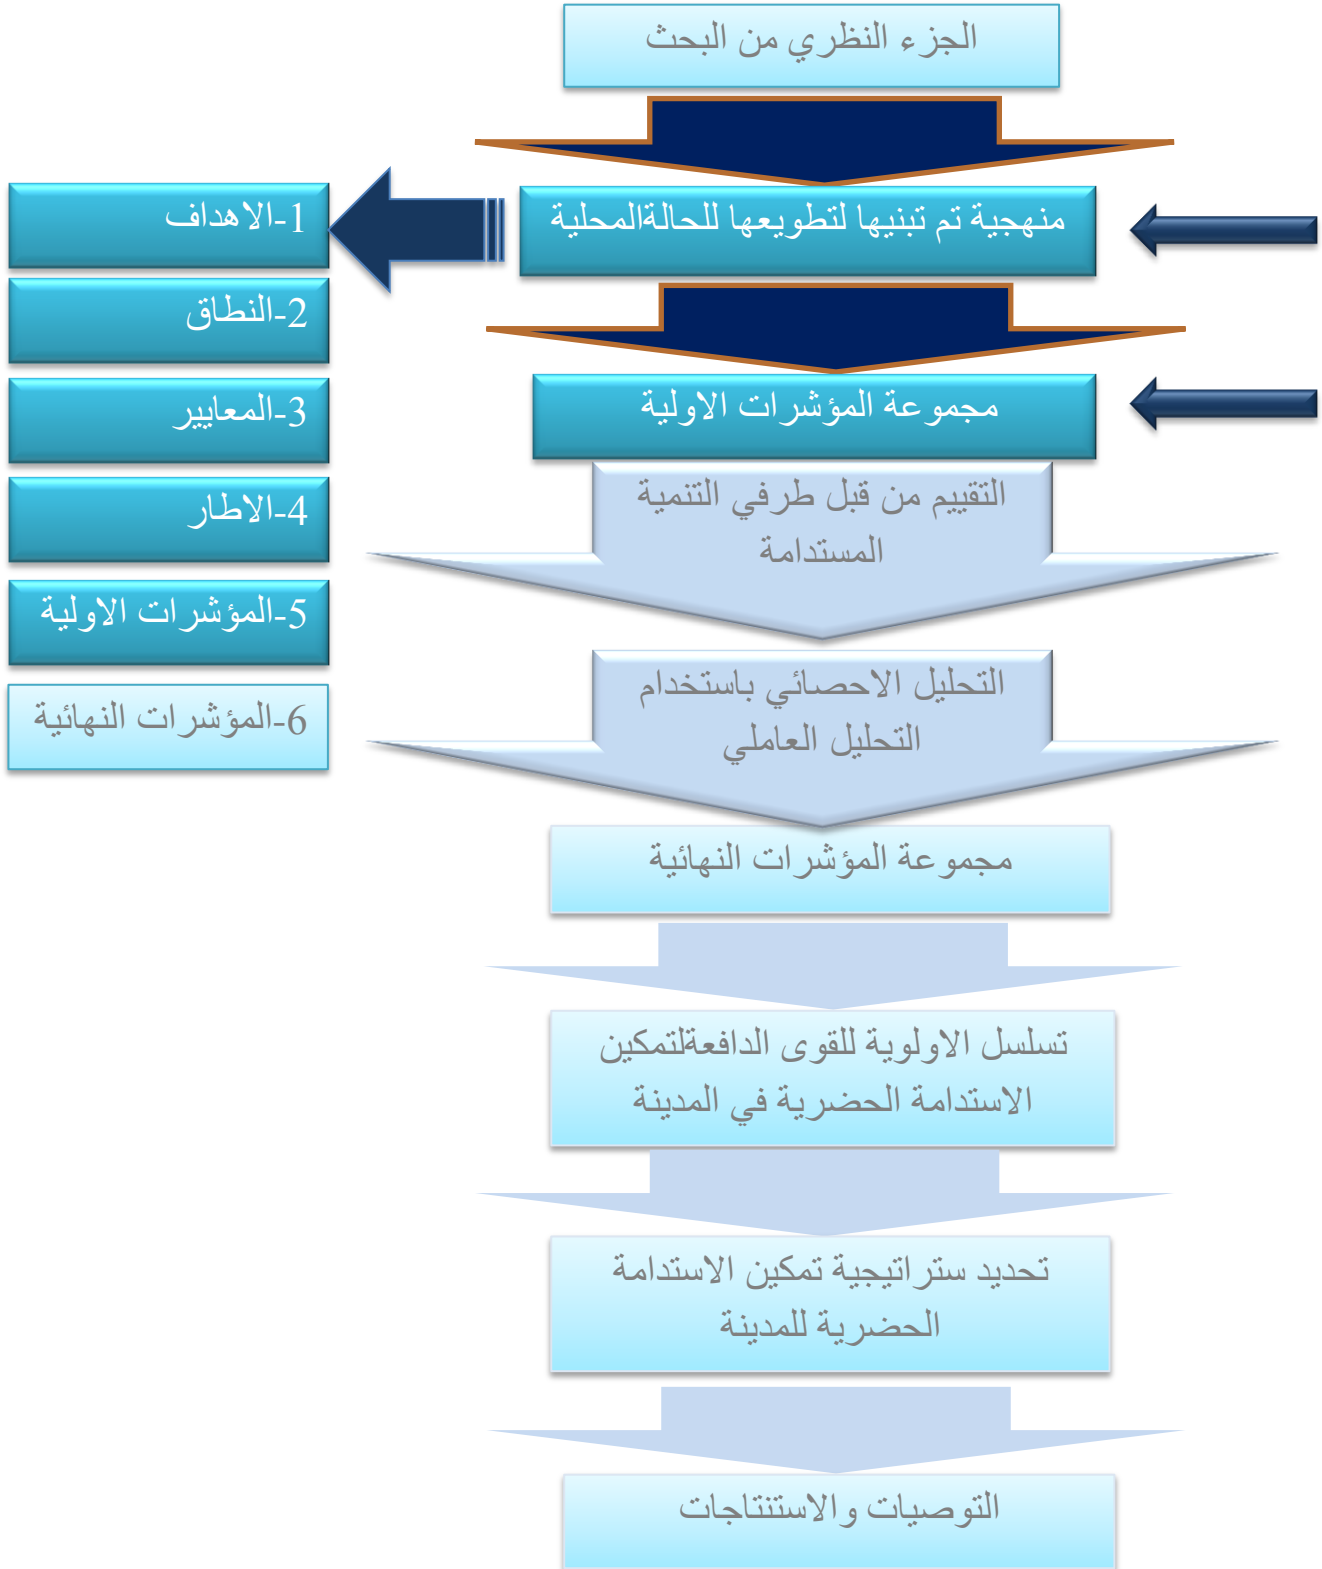 الجزء النظري من البحث
منهجية تم تبنيها لتطويعها للحالةالمحلية
1-الاهداف
2-النطاق
3-المعايير
4-الاطار
5-المؤشرات الاولية
6-المؤشرات النهائية
مجموعة المؤشرات الاولية
التقييم من قبل طرفي التنمية
المستدامة
التحليل الاحصائي باستخدام
التحليل العاملي
مجموعة المؤشرات النهائية
تسلسل الاولوية للقوى الدافعةلتمكين
الاستدامة الحضرية في المدينة
تحديد ستراتيجية تمكين الاستدامة
الحضرية للمدينة
التوصيات والاستنتاجات